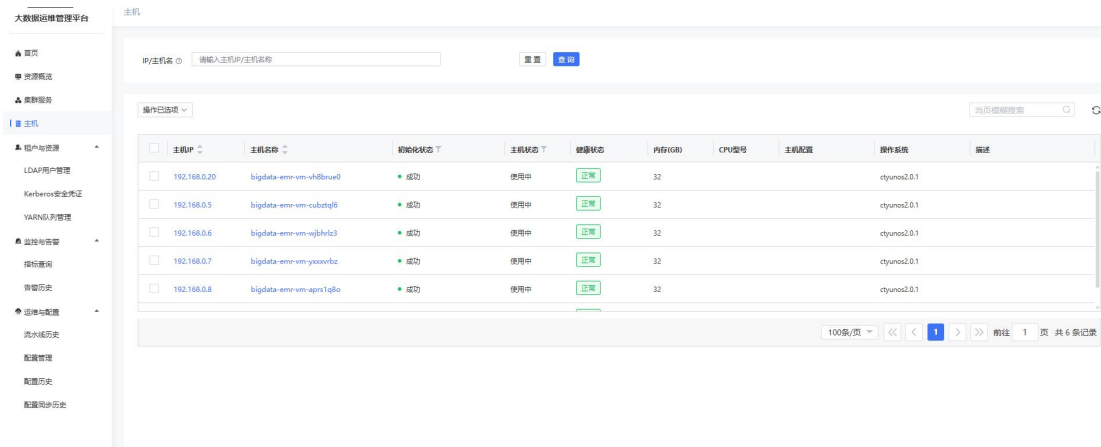 大数据运维管理平台
主机
首页
资源概览
集群服务
主机
租户与资源
LDAP用户管理
Kerberos安全凭证
YARN队列管理
监控与告警
指标查询
告警历史
运维与配置
流水线历史
配置管理
配置历史
配置同步历史
IP/主机名 请输入主机IP/主机名称 重置 查询
操作已选项 当页模糊搜索
主机IP 主机名称 初始化状态 主机状态 健康状态 内存(GB) CPU型号 主机配置 操作系统 描述
192.168.0.20 bigdata-emr-vm-vh8brue0 成功 使用中 正常 32 ctyunos2.0.1
192.168.0.5 bigdata-emr-vm-cubztql6 成功 使用中 正常 32 ctyunos2.0.1
192.168.0.6 bigdata-emr-vm-wjbhrlz3 成功 使用中 正常 32 ctyunos2.0.1
192.168.0.7 bigdata-emr-vm-yxxxvrbz 成功 使用中 正常 32 ctyunos2.0.1
192.168.0.8 bigdata-emr-vm-aprs1q8o 成功 使用中 正常 32 ctyunos2.0.1
100条/页 1 前往 1 页 共 6 条记录